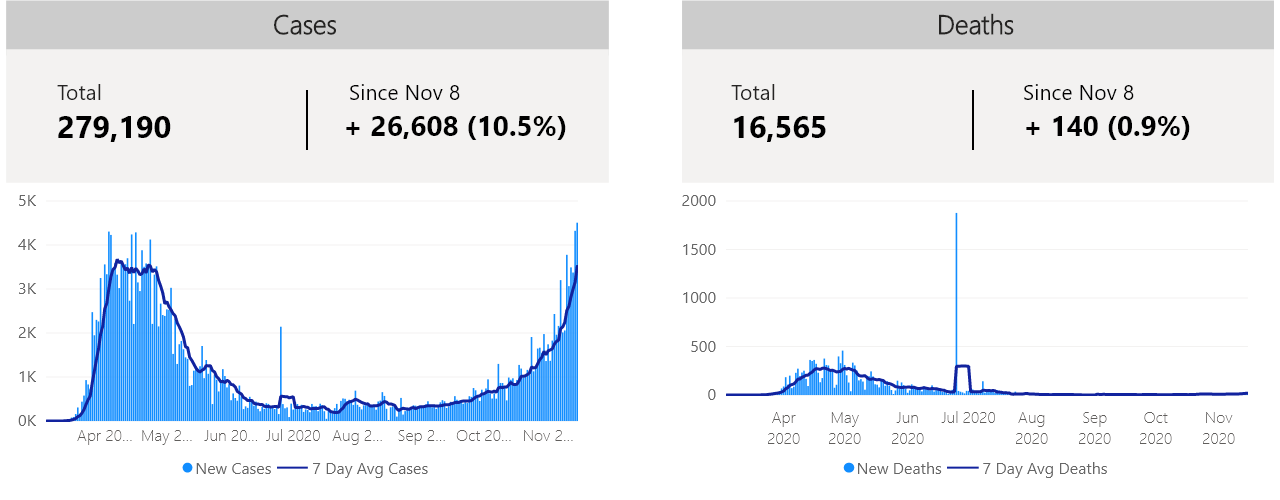 Cases
Total
279,190
Since Nov 8
+ 26,608 (10.5%)
5K
4K
3K
2K
1K
0K
Apr 20... May 2... Jun 20... Jul 2020 Aug 2... Sep 2... Oct 20... Nov 2...
New Cases 7 Day Avg Cases
Deaths
Total
16,565
Since Nov 8
+ 140 (0.9%)
2000
1500
1000
500
0
Apr May Jun Jul 2020 Aug Sep Oct Nov
2020 2020 2020 2020 2020 2020 2020
New Deaths 7 Day Avg Deaths